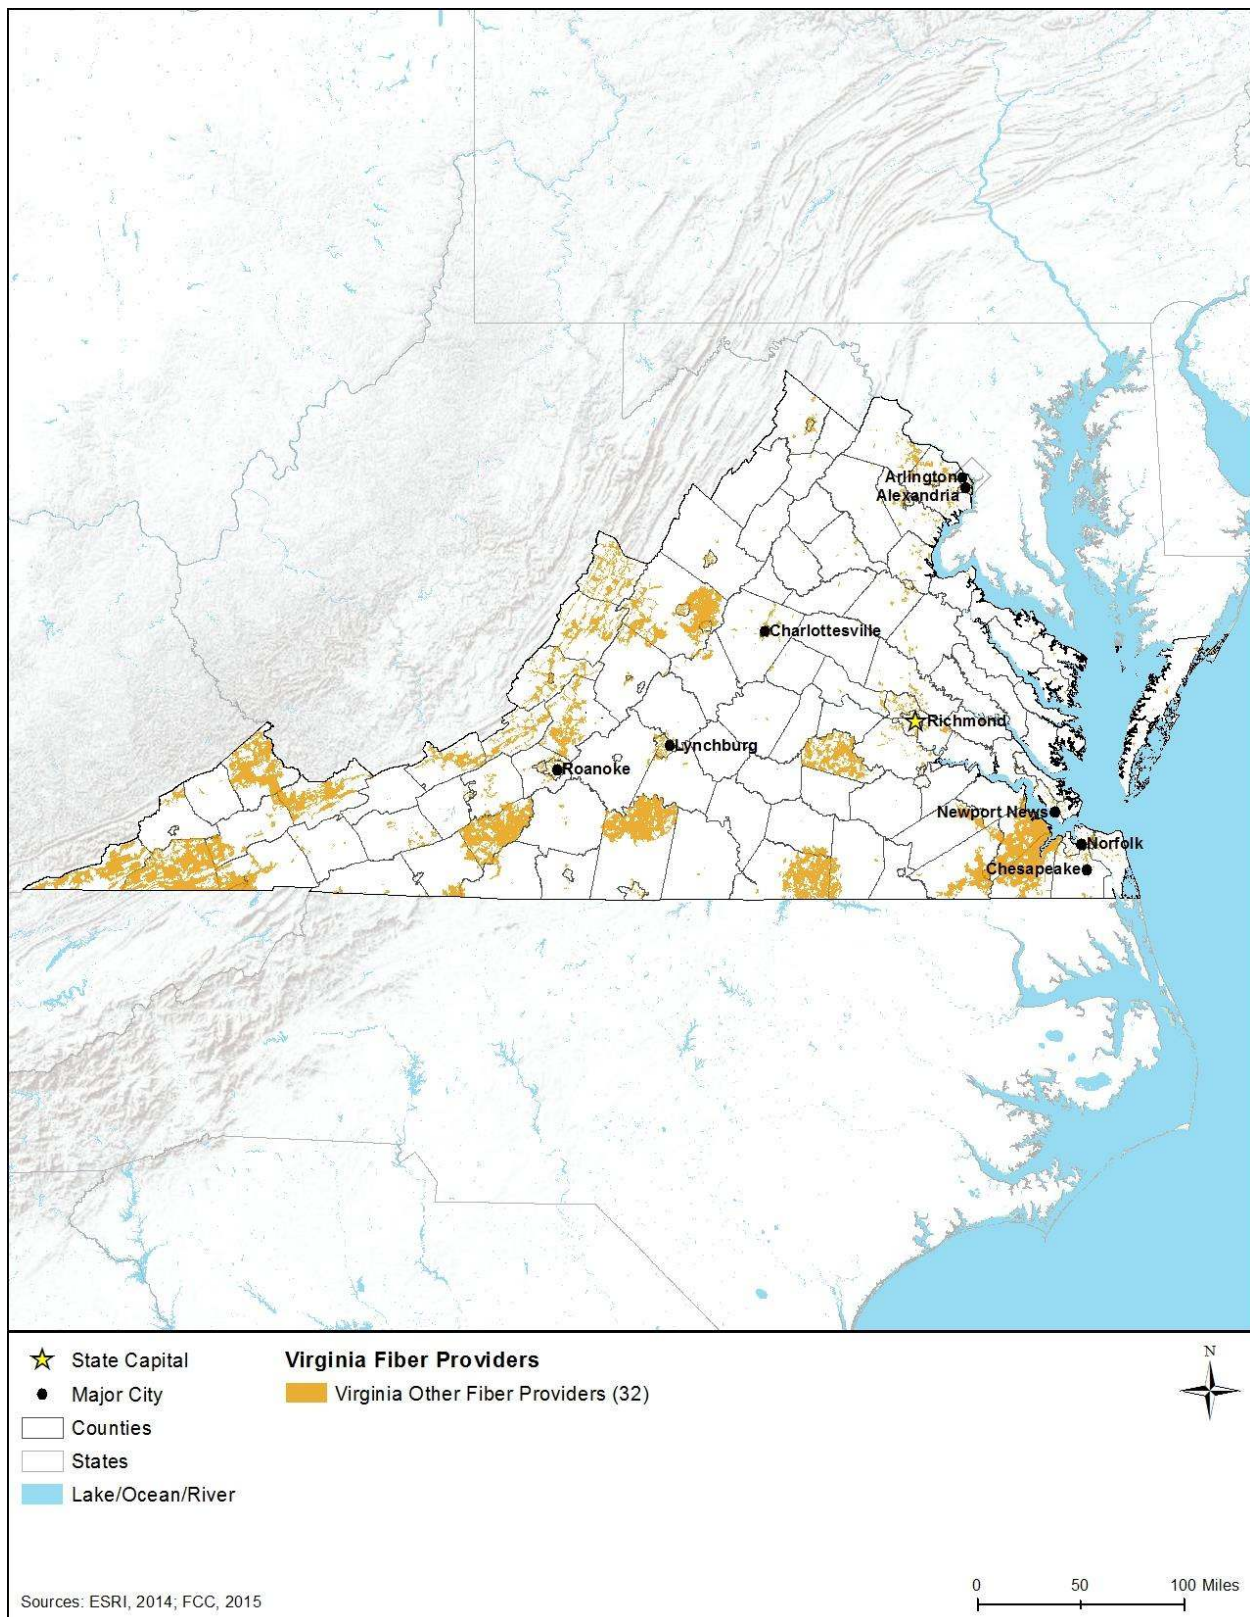 Arlington
Alexandria
Charlottesville
Richmond
Lynchburg
Roanoke
Newport News
Norfolk
Chesapeake
State Capital
Major City
Counties
States
Lake/Ocean/River
Virginia Fiber Providers
Virginia Other Fiber Providers (32)
N
Sources: ESRI, 2014; FCC, 2015
0 50 100 Miles